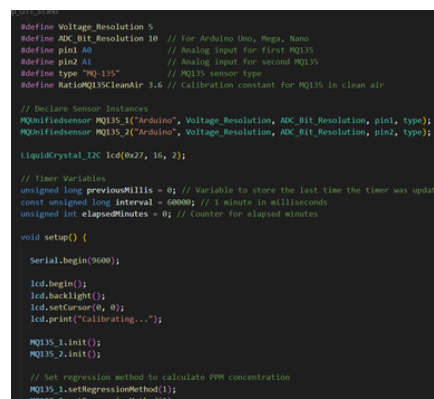 #define Voltage_Resolution 5
#define ADC_Bit_Resolution 10 // For Arduino Uno, Mega, Nano
#define pin1 A0 // Analog input for first MQ135
#define pin2 A1 // Analog input for second MQ135
#define type "MQ-135" // MQ135 sensor type
#define RatioMQ135CleanAir 3.6 // Calibration constant for MQ135 in clean air
// Declare Sensor Instances
MQUnifiedsensor MQ135_1("Arduino", Voltage_Resolution, ADC_Bit_Resolution, pin1, type);
MQUnifiedsensor MQ135_2("Arduino", Voltage_Resolution, ADC_Bit_Resolution, pin2, type);
LiquidCrystal_I2C lcd(0x27, 16, 2);
// Timer Variables
unsigned long previousMillis = 0; // Variable to store the last time the timer was updat
const unsigned long interval = 60000; // 1 minute in milliseconds
unsigned int elapsedMinutes = 0; // Counter for elapsed minutes
void setup() {
Serial.begin(9600);
lcd.begin();
lcd.backlight();
lcd.setCursor(0, 0);
lcd.print("Calibrating...");
MQ135_1.init();
MQ135_2.init();
// Set regression method to calculate PPM concentration
MQ135_1.setRegressionMethod(1);